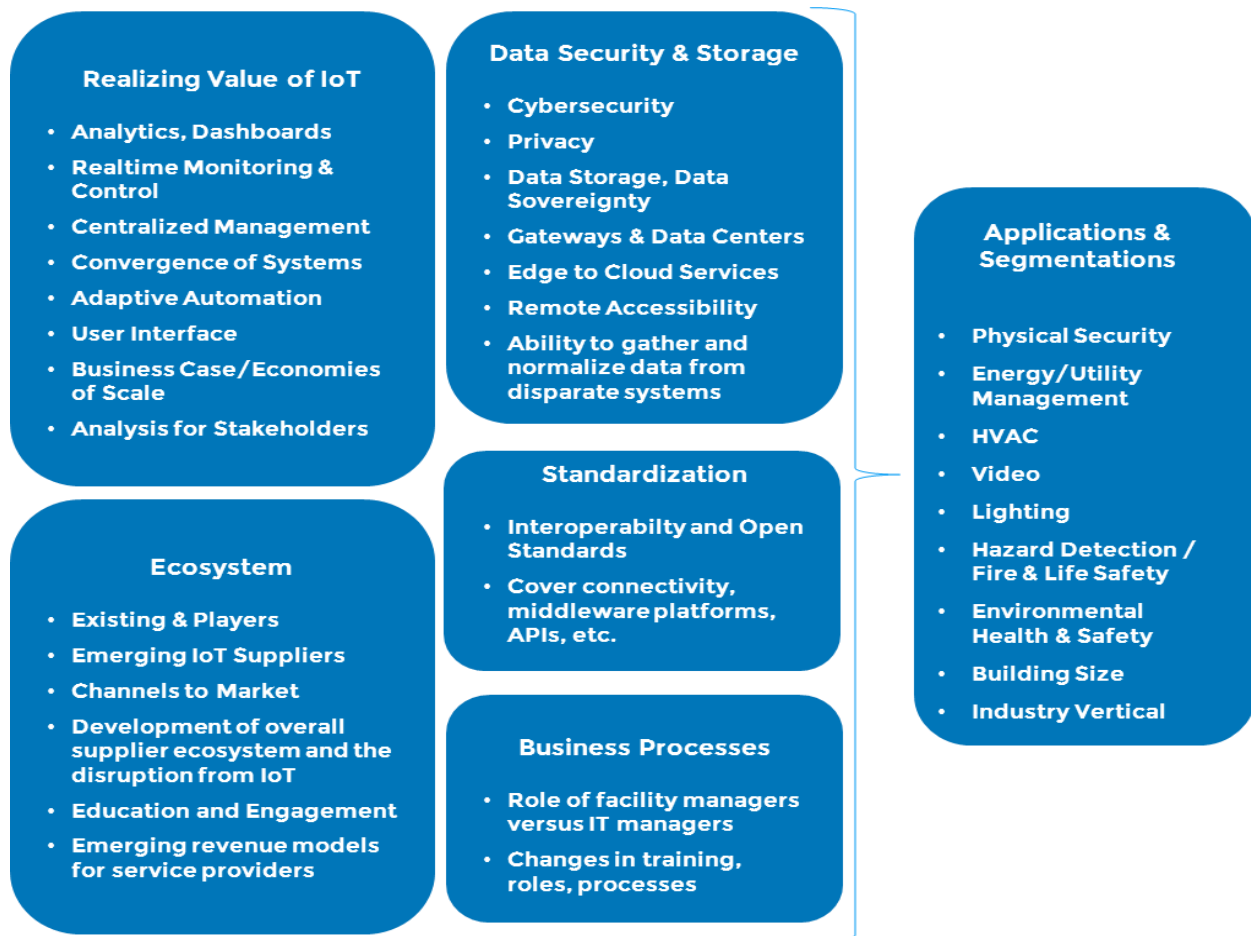 Realizing Value of IoT
• Analytics, Dashboards
• Realtime Monitoring &
Control
• Centralized Management
• Convergence of Systems
• Adaptive Automation
• User Interface
• Business Case/Economies
of Scale
• Analysis for Stakeholders
Ecosystem
• Existing & Players
• Emerging IoT Suppliers
• Channels to Market
• Development of overall
supplier ecosystem and the
disruption from IoT
• Education and Engagement
• Emerging revenue models
for service providers
Data Security & Storage
• Cybersecurity
• Privacy
• Data Storage, Data
Sovereignty
• Gateways & Data Centers
• Edge to Cloud Services
• Remote Accessibility
• Ability to gather and
normalize data from
disparate systems
Standardization
• Interoperabilty and Open
Standards
• Cover connectivity,
middleware platforms,
APIs, etc.
Business Processes
• Role of facility managers
versus IT managers
• Changes in training,
roles, processes
Applications &
Segmentations
• Physical Security
• Energy/Utility
Management
• HVAC
• Video
• Lighting
• Hazard Detection /
Fire & Life Safety
• Environmental
Health & Safety
• Building Size
• Industry Vertical